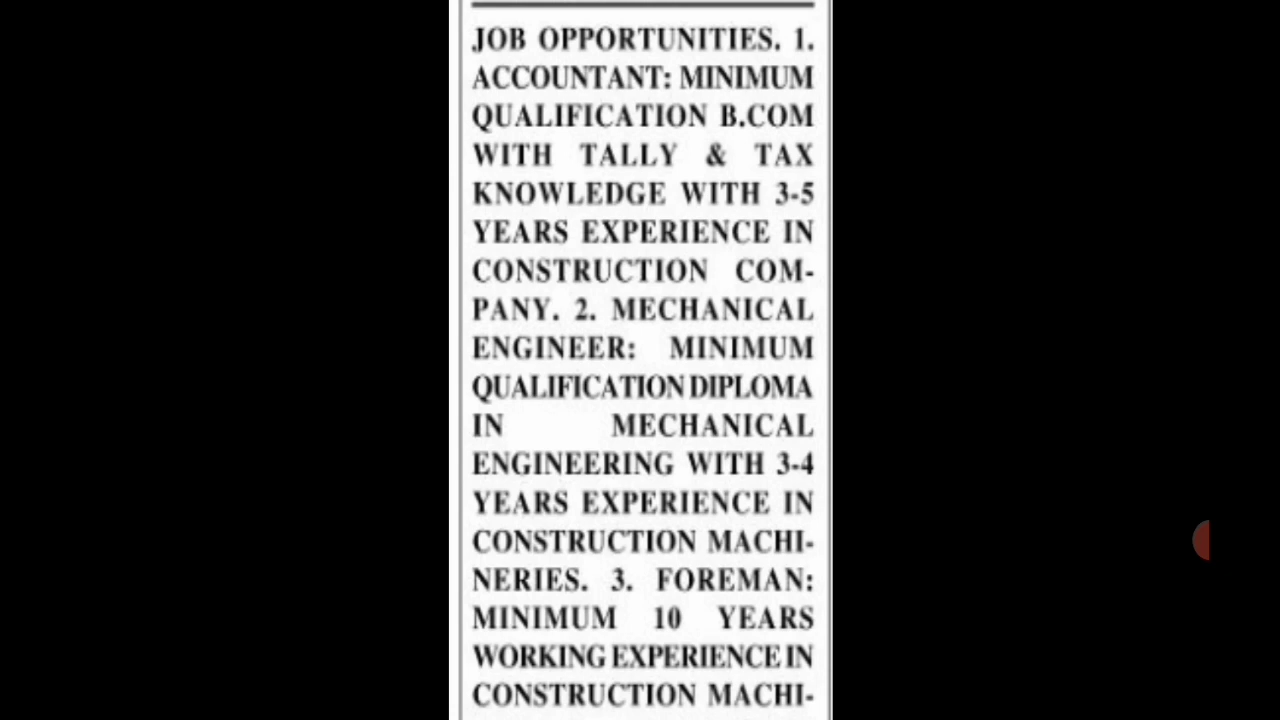 JOB OPPORTUNITIES. 1.
ACCOUNTANT: MINIMUM
QUALIFICATION B.COM
WITH TALLY & TAX
KNOWLEDGE WITH 3-5
YEARS EXPERIENCE IN
CONSTRUCTION COM-
PANY. 2. MECHANICAL
ENGINEER: MINIMUM
QUALIFICATION DIPLOMA
IN MECHANICAL
ENGINEERING WITH 3-4
YEARS EXPERIENCE IN
CONSTRUCTION MACHI-
NERIES. 3. FOREMAN:
MINIMUM 10 YEARS
WORKING EXPERIENCE IN
CONSTRUCTION MACHI-